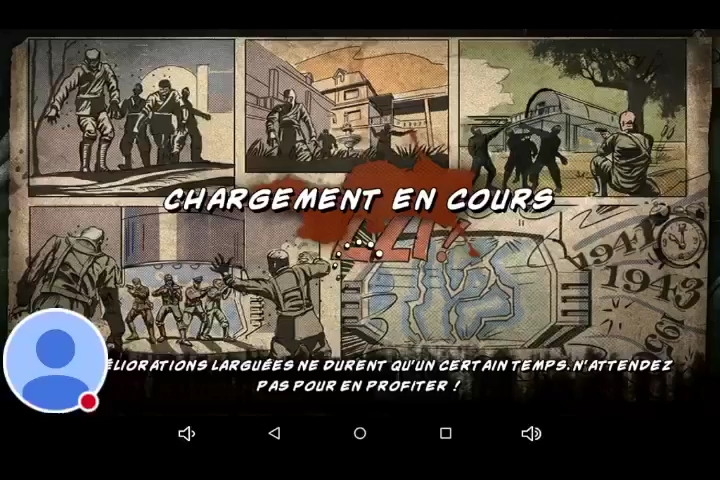 CHARGEMENT EN COURS
...
1941
1943
ÉLIORATIONS LARGUÉES NE DURENT QU'UN CERTAIN TEMPS. N'ATTENDEZ
PAS POUR EN PROFITER !